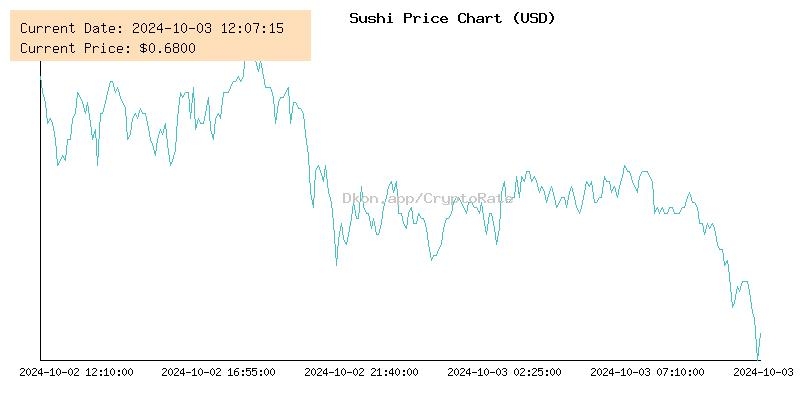 Sushi Price Chart (USD)
Current Date: 2024-10-03 12:07:15
Current Price: $0.6800
Dkon.app/CryptoRate
2024-10-02 12:10:00
2024-10-02 16:55:00
2024-10-02 21:40:00
2024-10-03 02:25:00
2024-10-03 07:10:00
2024-10-03